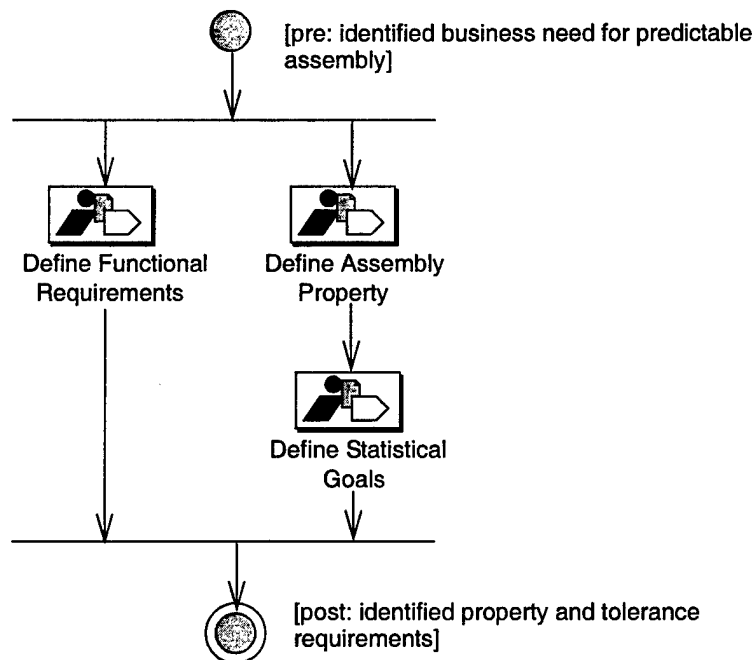 [pre: identified business need for predictable
assembly]
Define Functional
Requirements
Define Assembly
Property
Define Statistical
Goals
[post: identified property and tolerance
requirements]